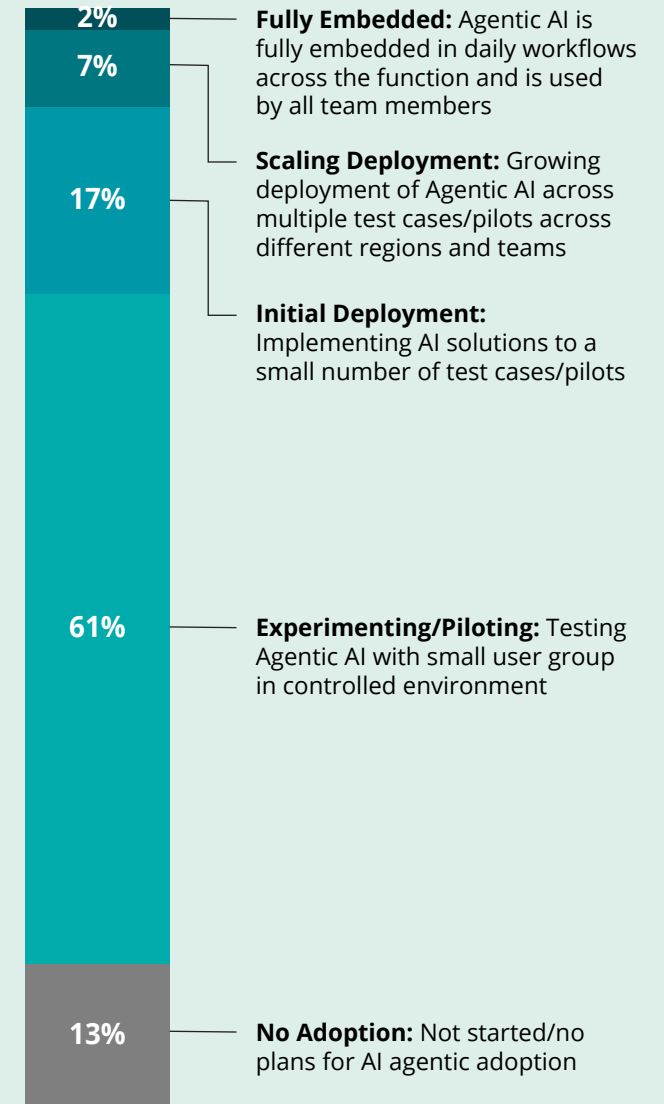 2%
Fully Embedded: Agentic AI is
fully embedded in daily workflows
across the function and is used
by all team members
7%
Scaling Deployment: Growing
deployment of Agentic AI across
multiple test cases/pilots across
different regions and teams
17%
Initial Deployment:
Implementing AI solutions to a
small number of test cases/pilots
61%
Experimenting/Piloting: Testing
Agentic AI with small user group
in controlled environment
13%
No Adoption: Not started/no
plans for AI agentic adoption